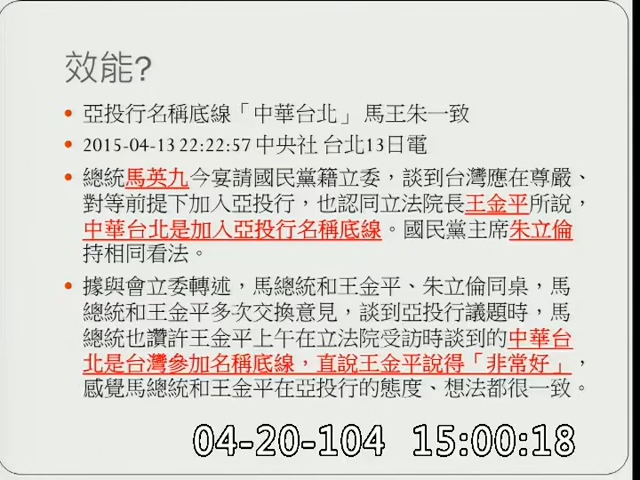 效能?
• 亞投行名稱底線「中華台北」 馬王朱一致
• 2015-04-13 22:22:57 中央社 台北13日電
• 總統馬英九今宴請國民黨籍立委，談到台灣應在尊嚴、
對等前提下加入亞投行，也認同立法院長王金平所說，
中華台北是加入亞投行名稱底線。國民黨主席朱立倫
持相同看法。
• 據與會立委轉述，馬總統和王金平、朱立倫同桌，馬
總統和王金平多次交換意見，談到亞投行議題時，馬
總統也讚許王金平上午在立法院受訪時談到的中華台
北是台灣參加名稱底線，直說王金平說得「非常好」，
感覺馬總統和王金平在亞投行的態度、想法都很一致。
04-20-104 15:00:18